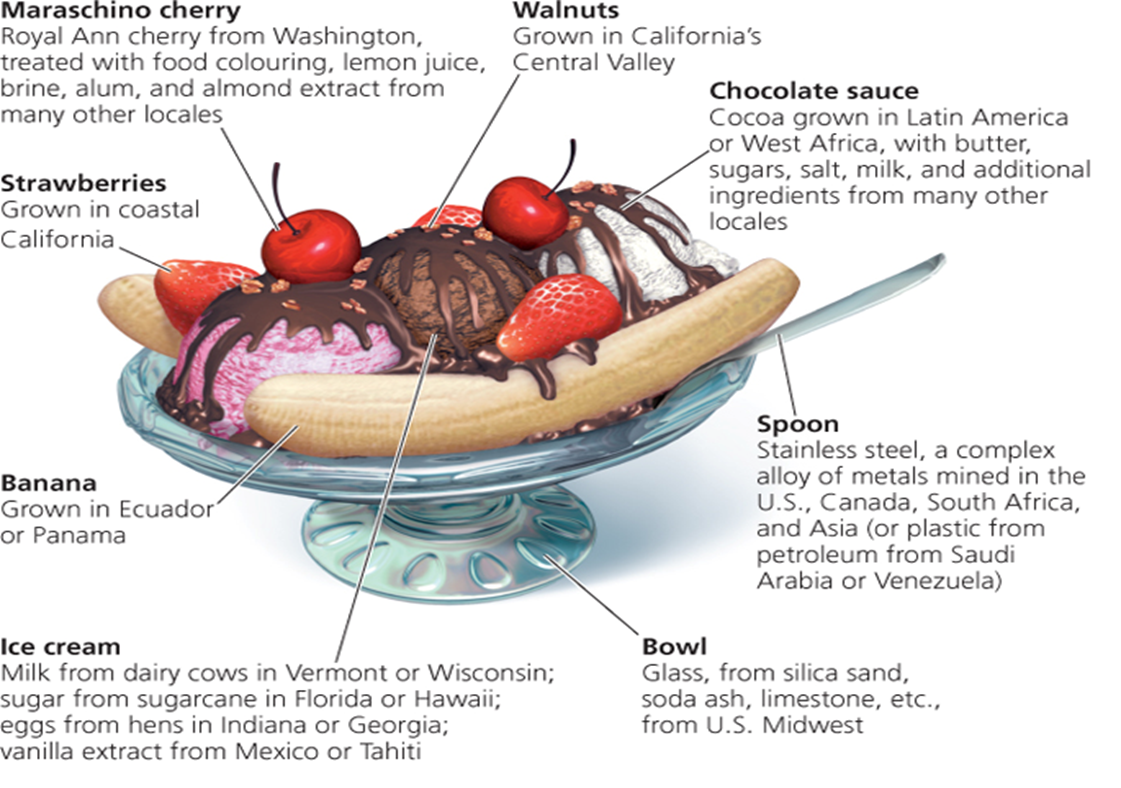 Maraschino cherry
Royal Ann cherry from Washington,
treated with food colouring, lemon juice,
brine, alum, and almond extract from
many other locales
Walnuts
Grown in California's
Central Valley
Chocolate sauce
Cocoa grown in Latin America
or West Africa, with butter,
sugars, salt, milk, and additional
ingredients from many other
locales
Strawberries
Grown in coastal
California
Spoon
Stainless steel, a complex
alloy of metals mined in the
U.S., Canada, South Africa,
and Asia (or plastic from
petroleum from Saudi
Arabia or Venezuela)
Banana
Grown in Ecuador
or Panama
Ice cream
Milk from dairy cows in Vermont or Wisconsin;
sugar from sugarcane in Florida or Hawaii;
eggs from hens in Indiana or Georgia;
vanilla extract from Mexico or Tahiti
Bowl
Glass, from silica sand,
soda ash, limestone, etc.,
from U.S. Midwest